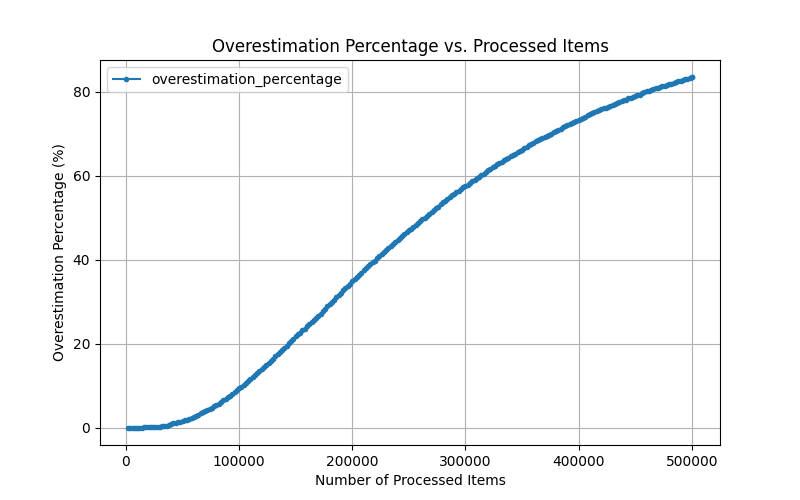 Overestimation Percentage vs. Processed Items
overestimation_percentage
Overestimation Percentage (%)
80
60
40
20
0
0 100000 200000 300000 400000 500000
Number of Processed Items